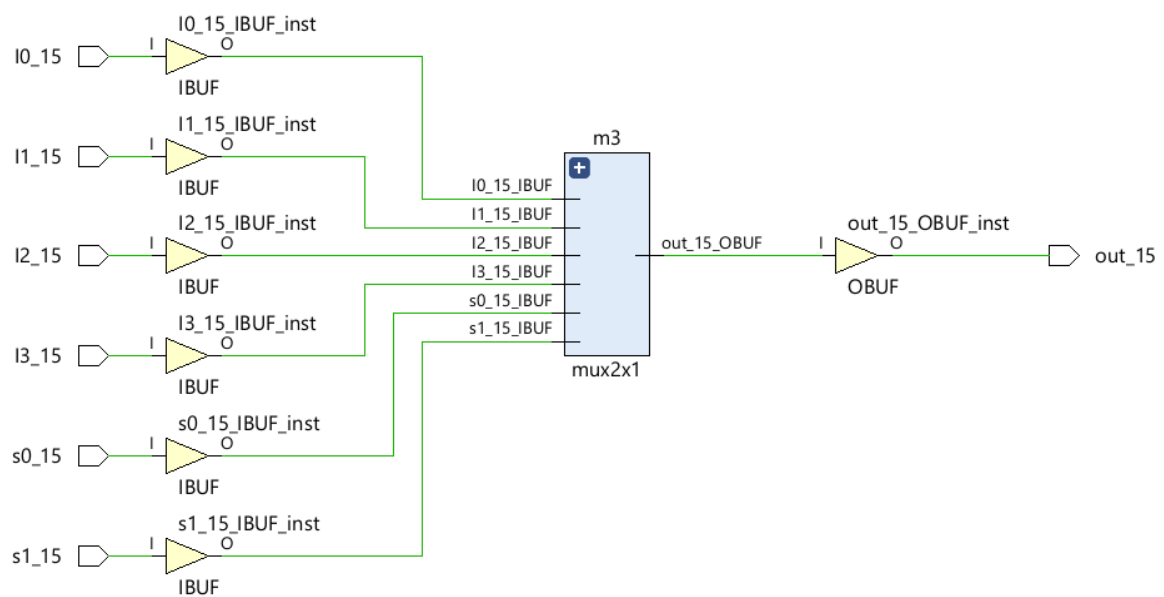 I0_15_IBUF_inst
I0_15
I
O
IBUF
I1_15_IBUF_inst
I1_15
I
O
IBUF
I2_15_IBUF_inst
I2_15
I
O
IBUF
I3_15_IBUF_inst
I3_15
I
O
IBUF
s0_15_IBUF_inst
s0_15
I
O
IBUF
s1_15_IBUF_inst
s1_15
I
O
IBUF
m3
+
I0_15_IBUF
I1_15_IBUF
I2_15_IBUF
I3_15_IBUF
s0_15_IBUF
s1_15_IBUF
out_15_OBUF
mux2x1
out_15_OBUF_inst
I
O
OBUF
out_15